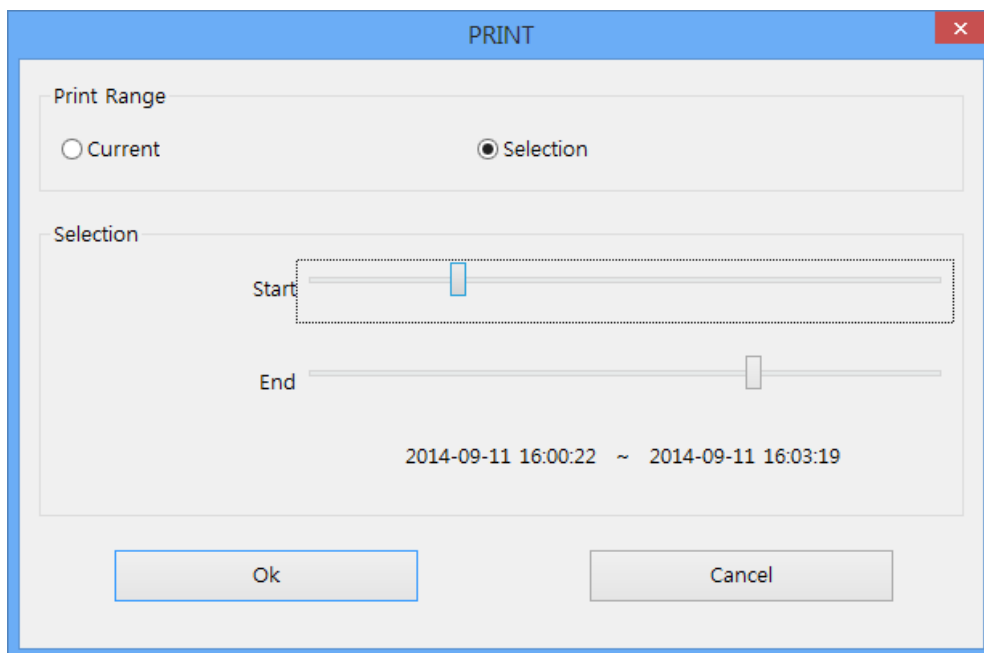 PRINT
Print Range
Current
Selection
Selection
Start
End
2014-09-11 16:00:22 ~ 2014-09-11 16:03:19
Ok
Cancel